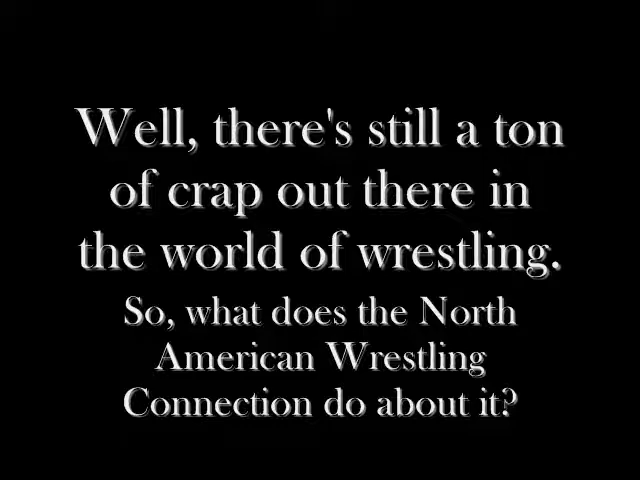 Well, there's still a ton
of crap out there in
the world of wrestling.
So, what does the North
American Wrestling
Connection do about it?